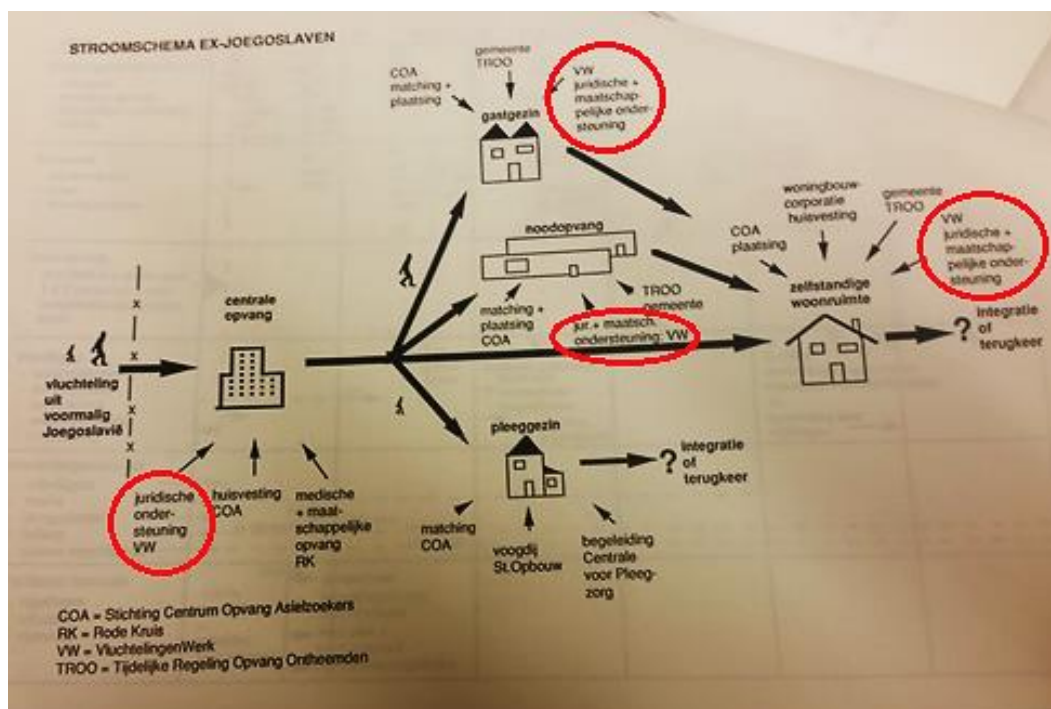 STROOMSCHEMA EX-JOEGOSLAVEN
COA
matching +
plaatsing
gemeente
TROO
VW
juridische +
maatschap-
pelijke onder-
steuning
gastgezin
noodopvang
matching +
plaatsing
COA
jur.+ maatsch.
ondersteuning: VW
TROO
gemeente
woningbouw-
corporatie
huisvesting
gemeente
TROO
COA
plaatsing
VW
juridische +
maatschap-
pelijke onder-
steuning
zelfstandige
woonruimte
? integratie
of
terugkeer
centrale
opvang
x
x
x
x
x
vluchteling
uit
voormalig
Joegoslavië
juridische
onder-
steuning
VW
huisvesting
COA
medische
+ maat-
schappelijke
opvang
RK
pleeggezin
? integratie
of
terugkeer
matching
COA
voogdij
St.Opbouw
begeleiding
Centrale
voor Pleeg-
zorg
COA = Stichting Centrum Opvang Asielzoekers
RK = Rode Kruis
VW = VluchtelingenWerk
TROO = Tijdelijke Regeling Opvang Ontheemden